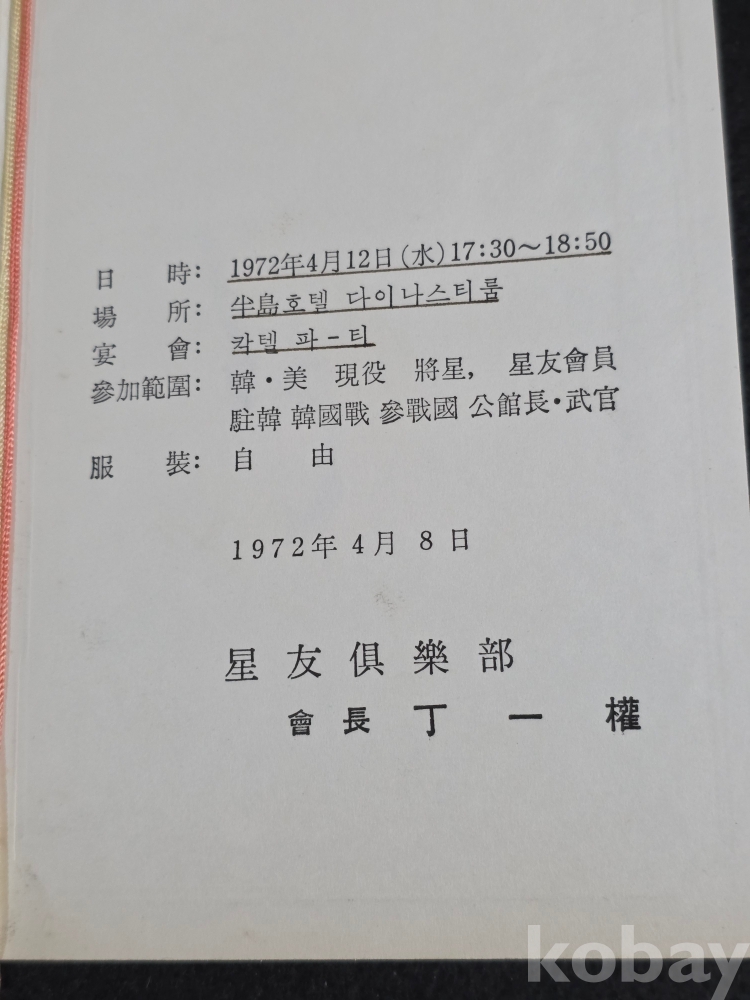 日 時: 1972年4月12日(水)17:30~18:50
場 所: 半島호텔 다이나스티룸
宴 會: 칵텔 파-티
參加範圍: 韓·美 現役 將星, 星友會員
駐韓 韓國戰 參戰國 公館長·武官
服 裝: 自 由
1972年 4月 8日
星友俱樂部
會長 丁一權
kobay